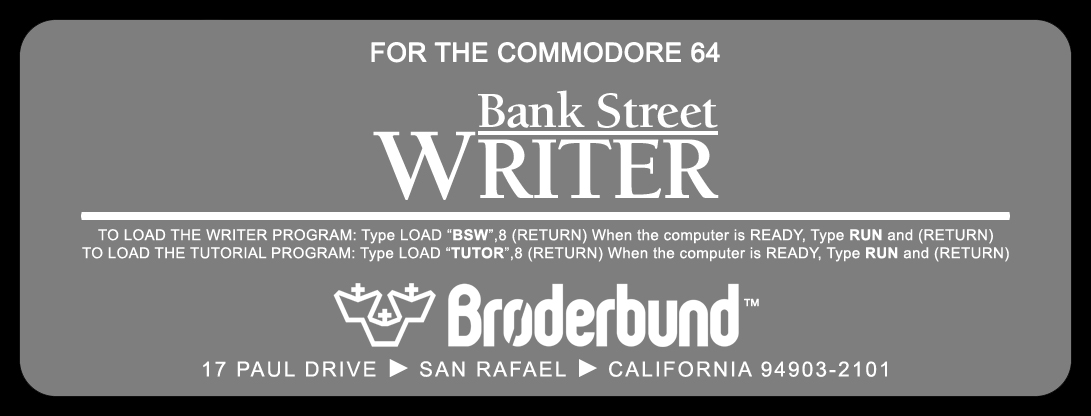 FOR THE COMMODORE 64
Bank Street
WRITER
TO LOAD THE WRITER PROGRAM: Type LOAD “BSW”,8 (RETURN) When the computer is READY, Type RUN and (RETURN)
TO LOAD THE TUTORIAL PROGRAM: Type LOAD “TUTOR”,8 (RETURN) When the computer is READY, Type RUN and (RETURN)
Brøderbund™
17 PAUL DRIVE ▶ SAN RAFAEL ▶ CALIFORNIA 94903-2101